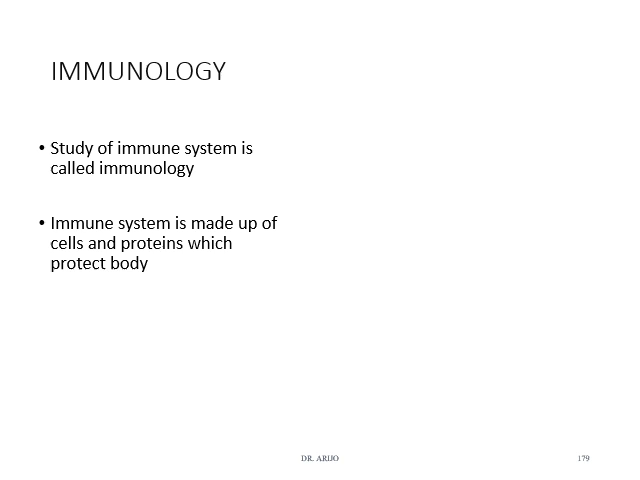 IMMUNOLOGY
• Study of immune system is
called immunology
• Immune system is made up of
cells and proteins which
protect body
DR. ARIJO
179